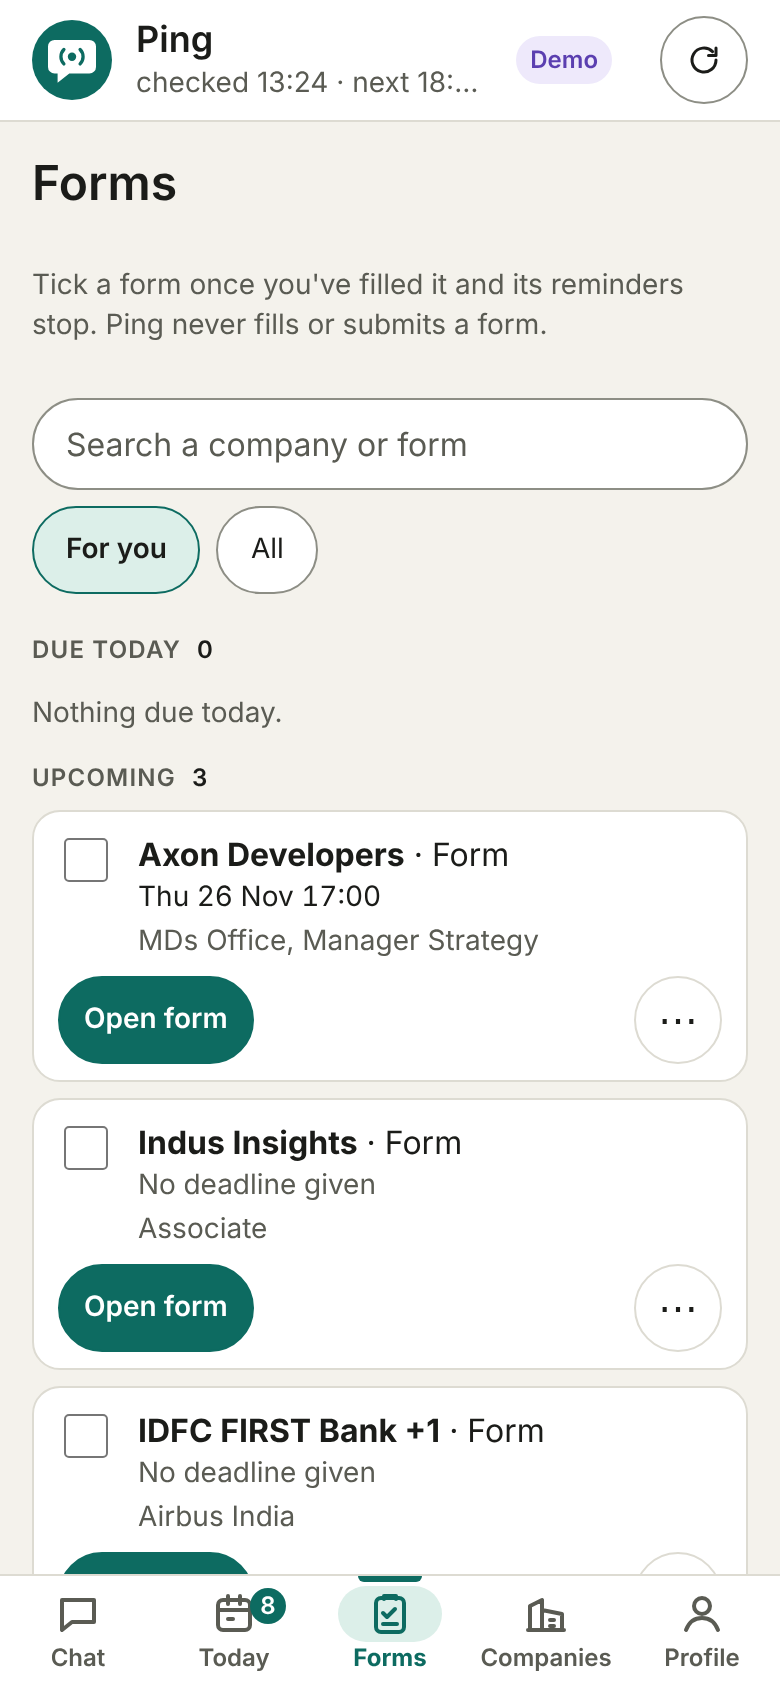 Ping
checked 13:24 · next 18:...
Demo
Forms
Tick a form once you've filled it and its reminders
stop. Ping never fills or submits a form.
Search a company or form
For you
All
DUE TODAY 0
Nothing due today.
UPCOMING 3
Axon Developers · Form
Thu 26 Nov 17:00
MDs Office, Manager Strategy
Open form
...
Indus Insights · Form
No deadline given
Associate
Open form
...
IDFC FIRST Bank +1 · Form
No deadline given
Airbus India
8
Chat
Today
Forms
Companies
Profile